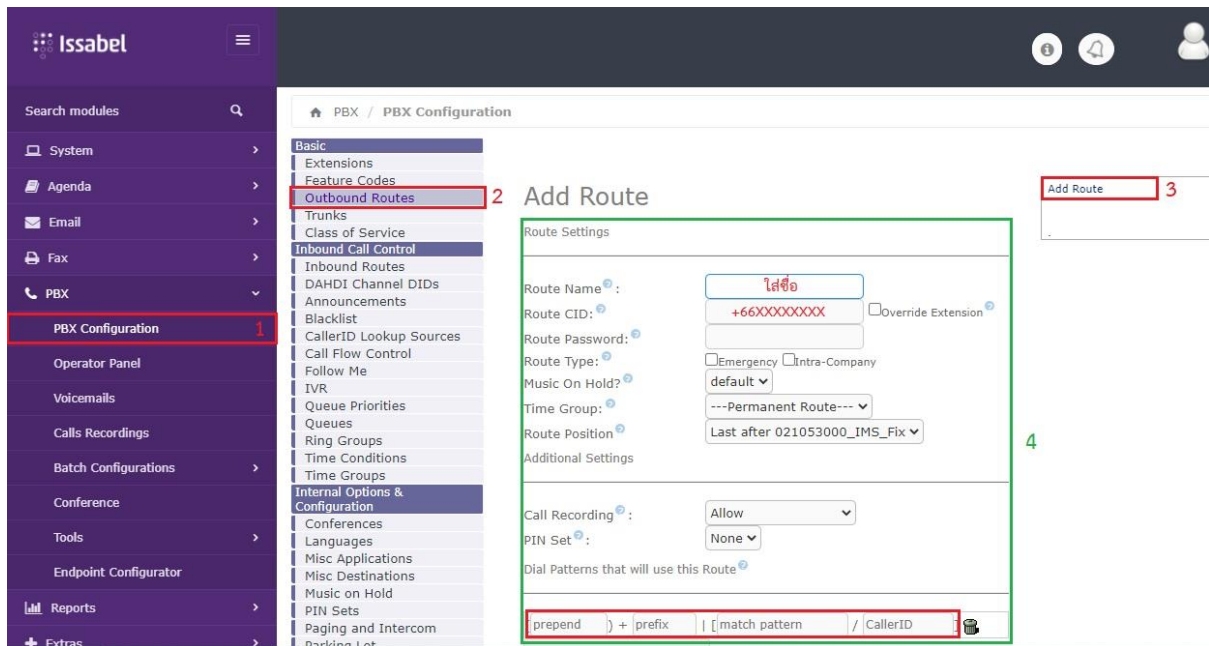 Issabel
Search modules
System
Agenda
Email
Fax
PBX
PBX Configuration 1
Operator Panel
Voicemails
Calls Recordings
Batch Configurations
Conference
Tools
Endpoint Configurator
Reports
Extras
PBX / PBX Configuration
Basic
Extensions
Feature Codes
Outbound Routes 2
Trunks
Class of Service
Inbound Call Control
Inbound Routes
DAHDI Channel DIDs
Announcements
Blacklist
CallerID Lookup Sources
Call Flow Control
Follow Me
IVR
Queue Priorities
Queues
Ring Groups
Time Conditions
Time Groups
Internal Options &
Configuration
Conferences
Languages
Misc Applications
Misc Destinations
Music on Hold
PIN Sets
Paging and Intercom
Parking Lot
Add Route
Route Settings
Route Name : ใส่ชื่อ
Route CID: +66XXXXXXXX Override Extension
Route Password:
Route Type: Emergency Intra-Company
Music On Hold? default
Time Group: ---Permanent Route---
Route Position Last after 021053000_IMS_Fix
4
Additional Settings
Call Recording : Allow
PIN Set : None
Dial Patterns that will use this Route
prepend ) + prefix | [ match pattern / CallerID ]
Add Route 3
.